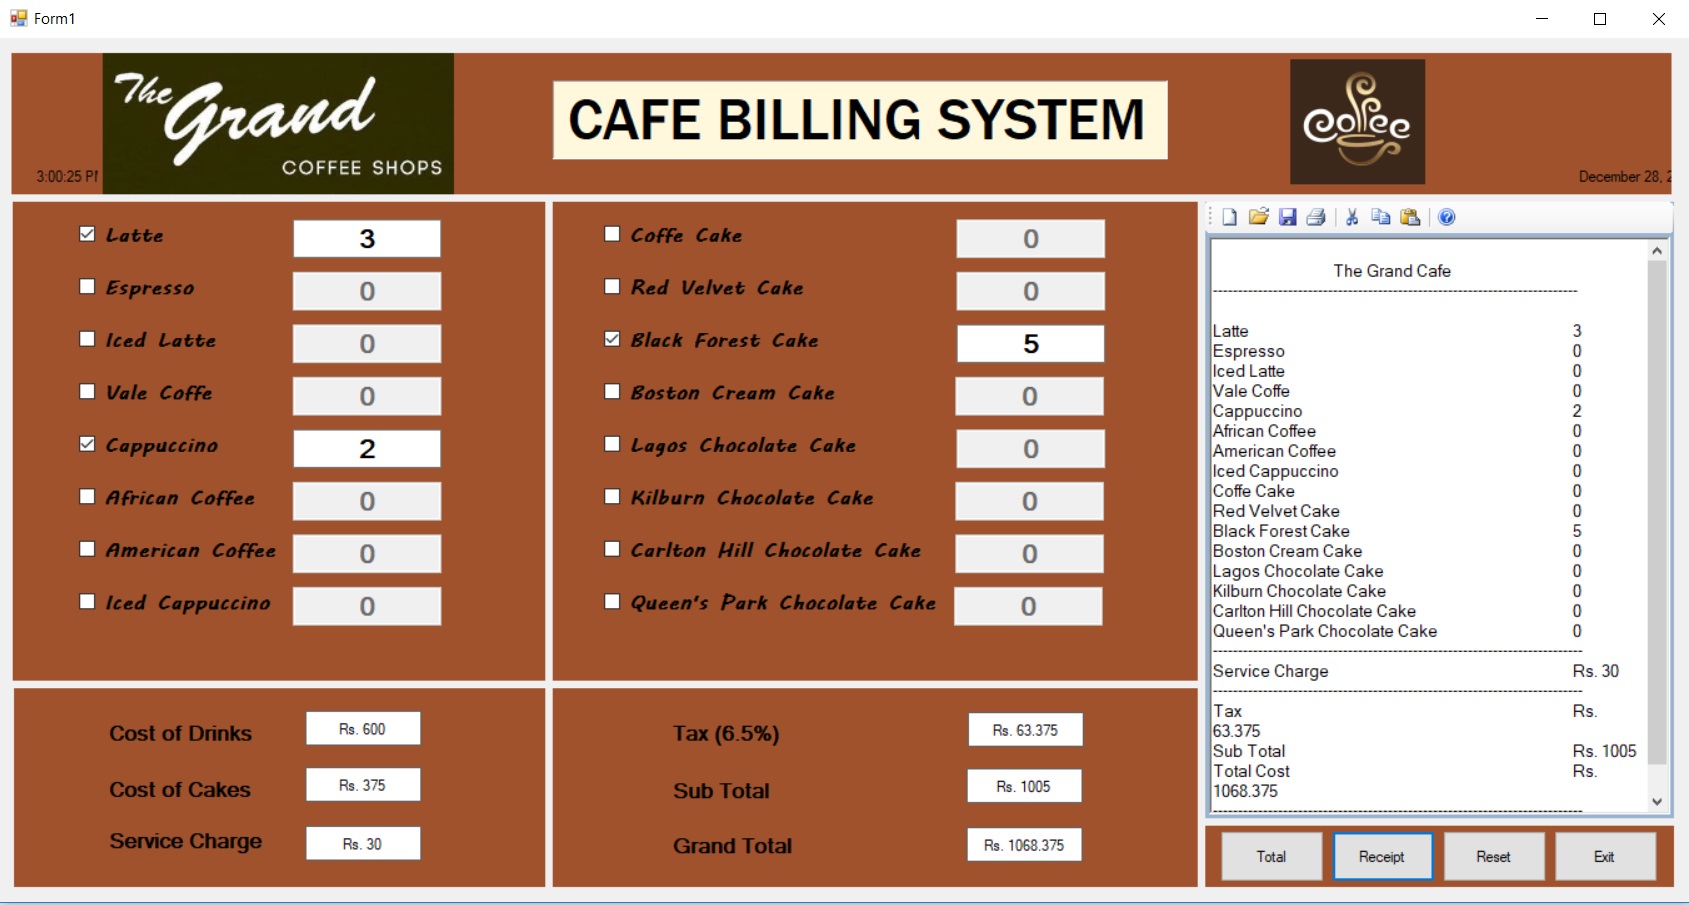 Form1
The Grand
COFFEE SHOPS
CAFE BILLING SYSTEM
Coffee
3:00:25 P
December 28, 2
Latte 3
Espresso 0
Iced Latte 0
Vale Coffe 0
Cappuccino 2
African Coffee 0
American Coffee 0
Iced Cappuccino 0
Coffe Cake 0
Red Velvet Cake 0
Black Forest Cake 5
Boston Cream Cake 0
Lagos Chocolate Cake 0
Kilburn Chocolate Cake 0
Carlton Hill Chocolate Cake 0
Queen's Park Chocolate Cake 0
Cost of Drinks Rs. 600
Cost of Cakes Rs. 375
Service Charge Rs. 30
Tax (6.5%) Rs. 63.375
Sub Total Rs. 1005
Grand Total Rs. 1068.375
The Grand Cafe
--------------------------------------------------------------------------
Latte 3
Espresso 0
Iced Latte 0
Vale Coffe 0
Cappuccino 2
African Coffee 0
American Coffee 0
Iced Cappuccino 0
Coffe Cake 0
Red Velvet Cake 0
Black Forest Cake 5
Boston Cream Cake 0
Lagos Chocolate Cake 0
Kilburn Chocolate Cake 0
Carlton Hill Chocolate Cake 0
Queen's Park Chocolate Cake 0
---------------------------------------------------------------------------
Service Charge Rs. 30
---------------------------------------------------------------------------
Tax Rs.
63.375
Sub Total Rs. 1005
Total Cost Rs.
1068.375
---------------------------------------------------------------------------
Total
Receipt
Reset
Exit